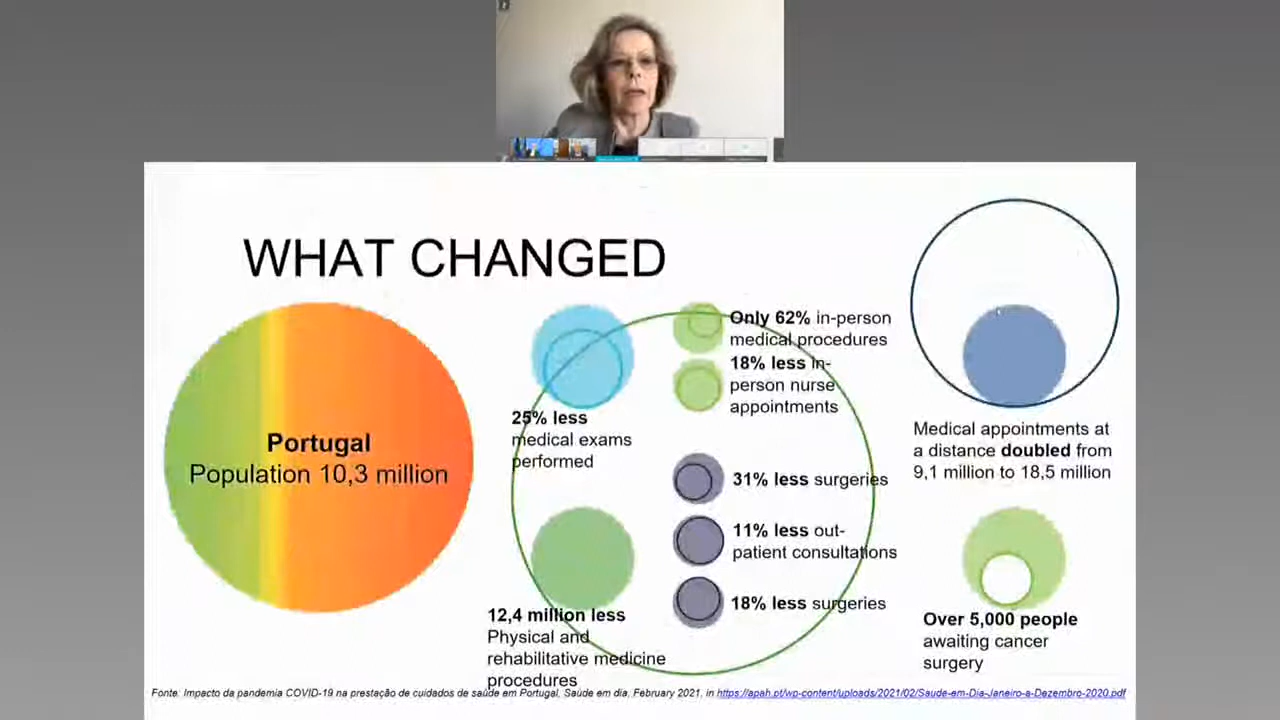 WHAT CHANGED
Portugal
Population 10,3 million
25% less
medical exams
performed
12,4 million less
Physical and
rehabilitative medicine
procedures
Only 62% in-person
medical procedures
18% less in-
person nurse
appointments
31% less surgeries
11% less out-
patient consultations
18% less surgeries
Medical appointments at
a distance doubled from
9,1 million to 18,5 million
Over 5,000 people
awaiting cancer
surgery
Fonte: Impacto da pandemia COVID-19 na prestação de cuidados de saúde em Portugal, Saúde em dia, February 2021, in https://apah.pt/wp-content/uploads/2021/02/Saude-em-Dia-Janeiro-a-Dezembro-2020.pdf